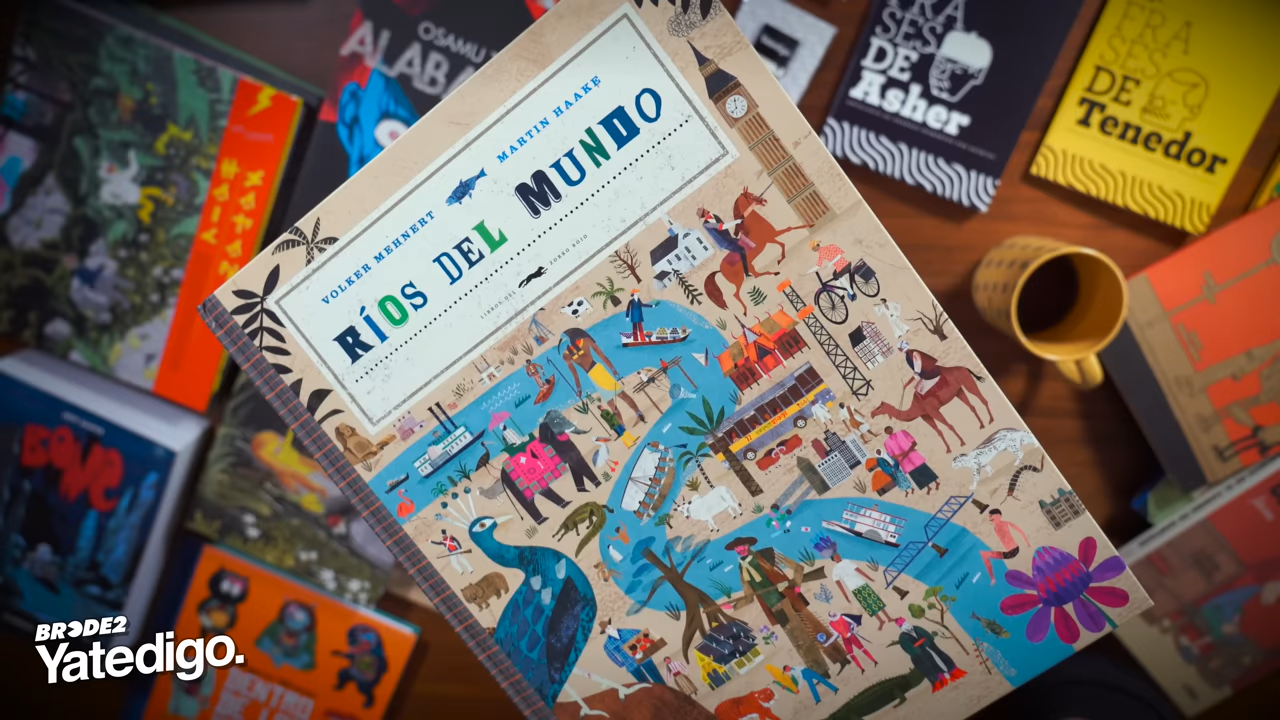 OSAMU
ALABA
VOLKER MEHNERT
MARTIN HAAKE
RÍOS DEL MUNDO
LIBROS DEL
ZORRO ROJO
FRASES
DE
Asher
FRASES
DE
Tenedor
BONE
DENTRO
BRODE2
Yatedigo.